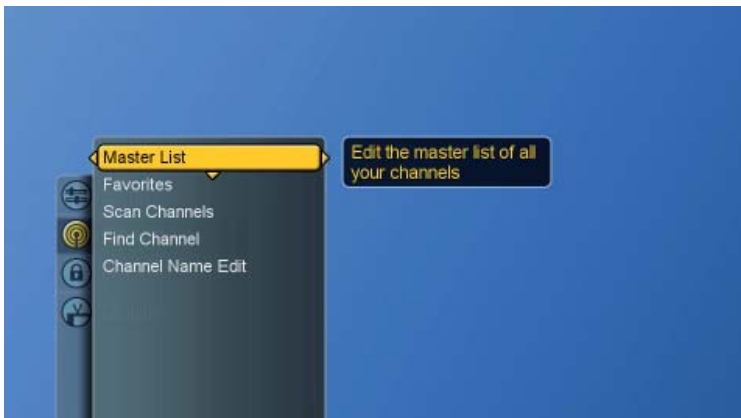 Master List
Favorites
Scan Channels
Find Channel
Channel Name Edit
Edit the master list of all
your channels